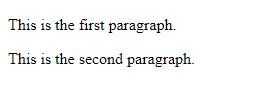 This is the first paragraph.
This is the second paragraph.